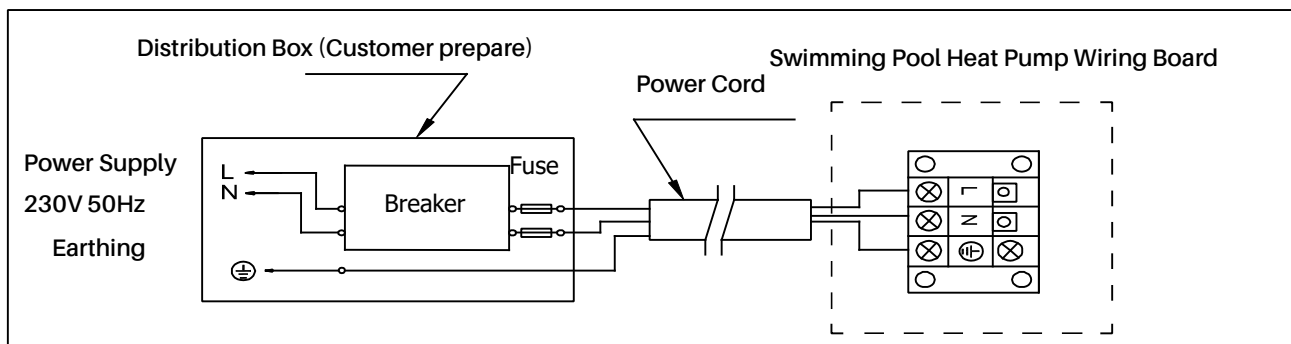 Distribution Box (Customer prepare)
Swimming Pool Heat Pump Wiring Board
Power Cord
Power Supply
230V 50Hz
Earthing
L
N
Breaker
Fuse
L
N